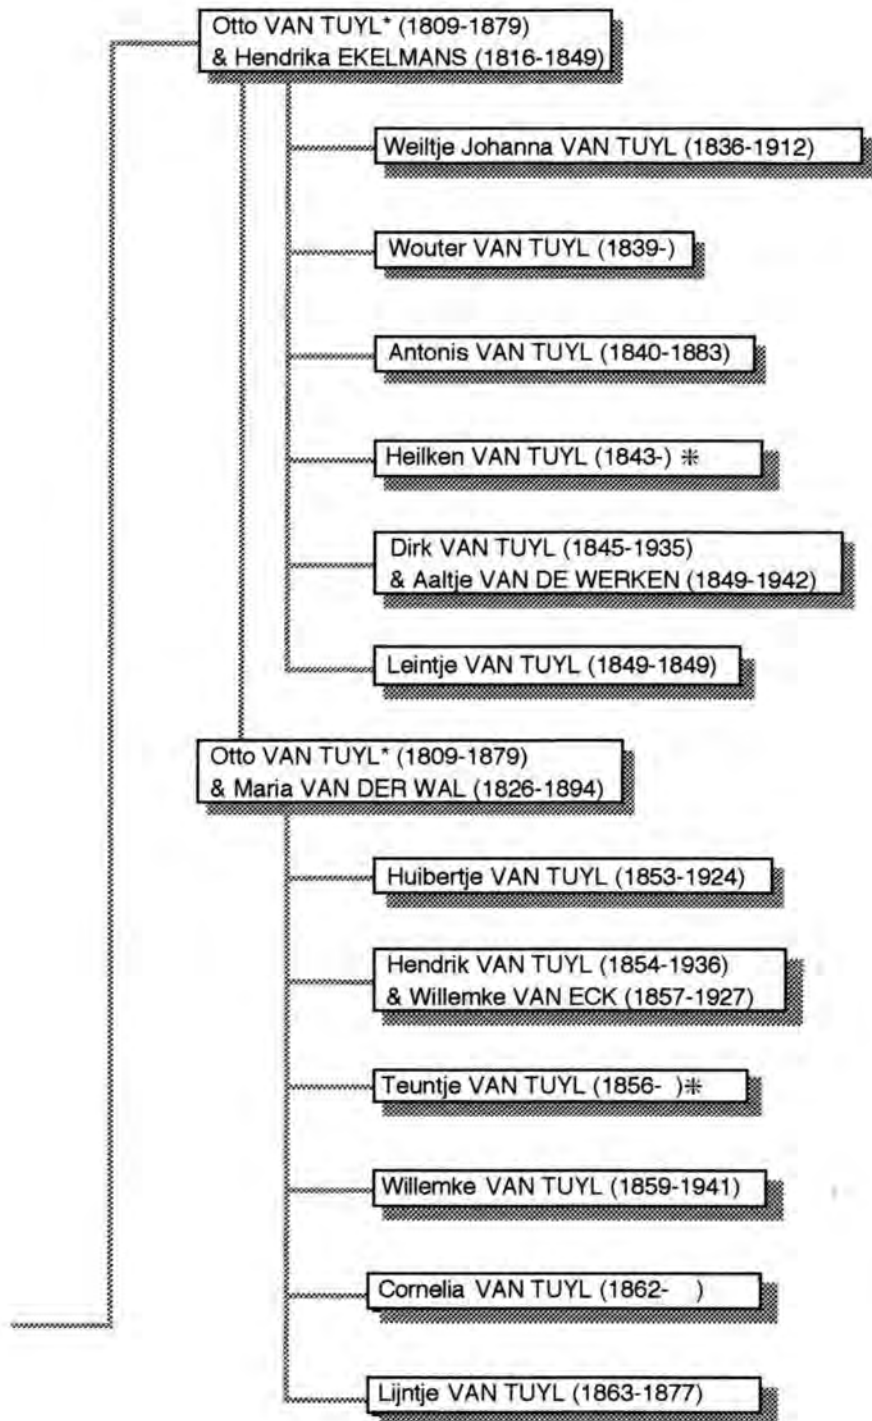 Otto VAN TUYL* (1809-1879)
& Hendrika EKELMANS (1816-1849)
Weiltje Johanna VAN TUYL (1836-1912)
Wouter VAN TUYL (1839-)
Antonis VAN TUYL (1840-1883)
Heilken VAN TUYL (1843-) ⁜
Dirk VAN TUYL (1845-1935)
& Aaltje VAN DE WERKEN (1849-1942)
Leintje VAN TUYL (1849-1849)
Otto VAN TUYL* (1809-1879)
& Maria VAN DER WAL (1826-1894)
Huibertje VAN TUYL (1853-1924)
Hendrik VAN TUYL (1854-1936)
& Willemke VAN ECK (1857-1927)
Teuntje VAN TUYL (1856- )⁜
Willemke VAN TUYL (1859-1941)
Cornelia VAN TUYL (1862- )
Lijntje VAN TUYL (1863-1877)